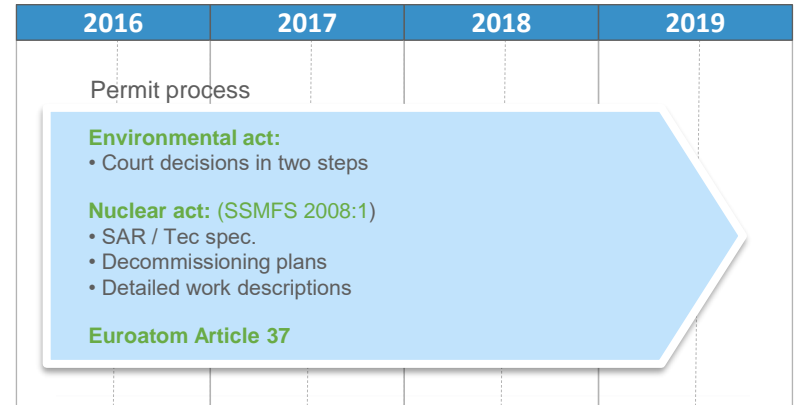 2016 2017 2018 2019
Permit process
Environmental act:
• Court decisions in two steps
Nuclear act: (SSMFS 2008:1)
• SAR / Tec spec.
• Decommissioning plans
• Detailed work descriptions
Euroatom Article 37